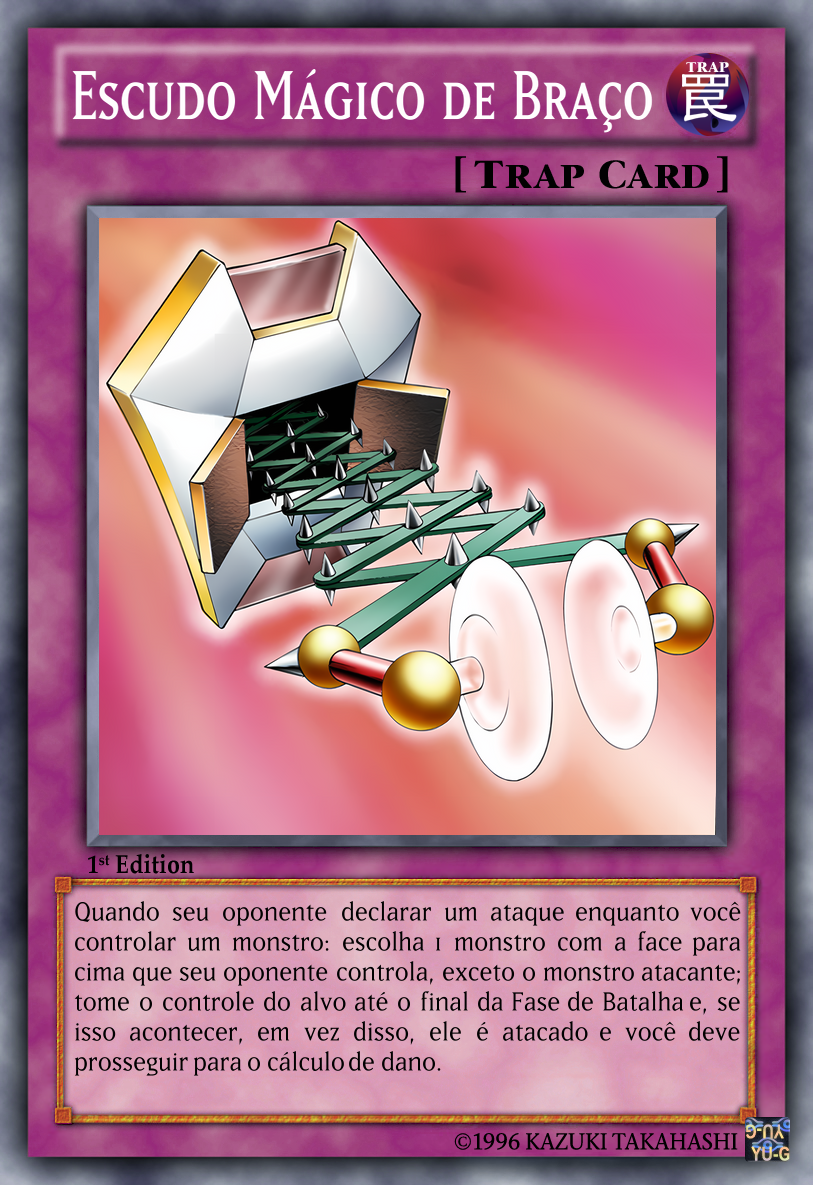 Escudo Mágico de Braço
TRAP
罠
[Trap Card]
1st Edition
Quando seu oponente declarar um ataque enquanto você
controlar um monstro: escolha 1 monstro com a face para
cima que seu oponente controla, exceto o monstro atacante;
tome o controle do alvo até o final da Fase de Batalha e, se
isso acontecer, em vez disso, ele é atacado e você deve
prosseguir para o cálculo de dano.
©1996 KAZUKI TAKAHASHI
YU-G
YU-G